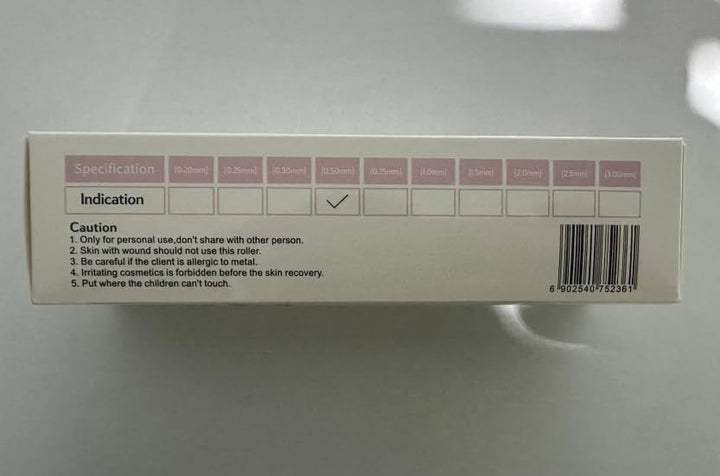 Specification (0.20mm) (0.25mm) (0.30mm) (0.50mm) (0.75mm) (1.0mm) (1.5mm) (2.0mm) (2.5mm) (3.00mm)
Indication ✓
Caution
1. Only for personal use,don't share with other person.
2. Skin with wound should not use this roller.
3. Be careful if the client is allergic to metal.
4. Irritating cosmetics is forbidden before the skin recovery.
5. Put where the children can't touch.
6 902540 752361